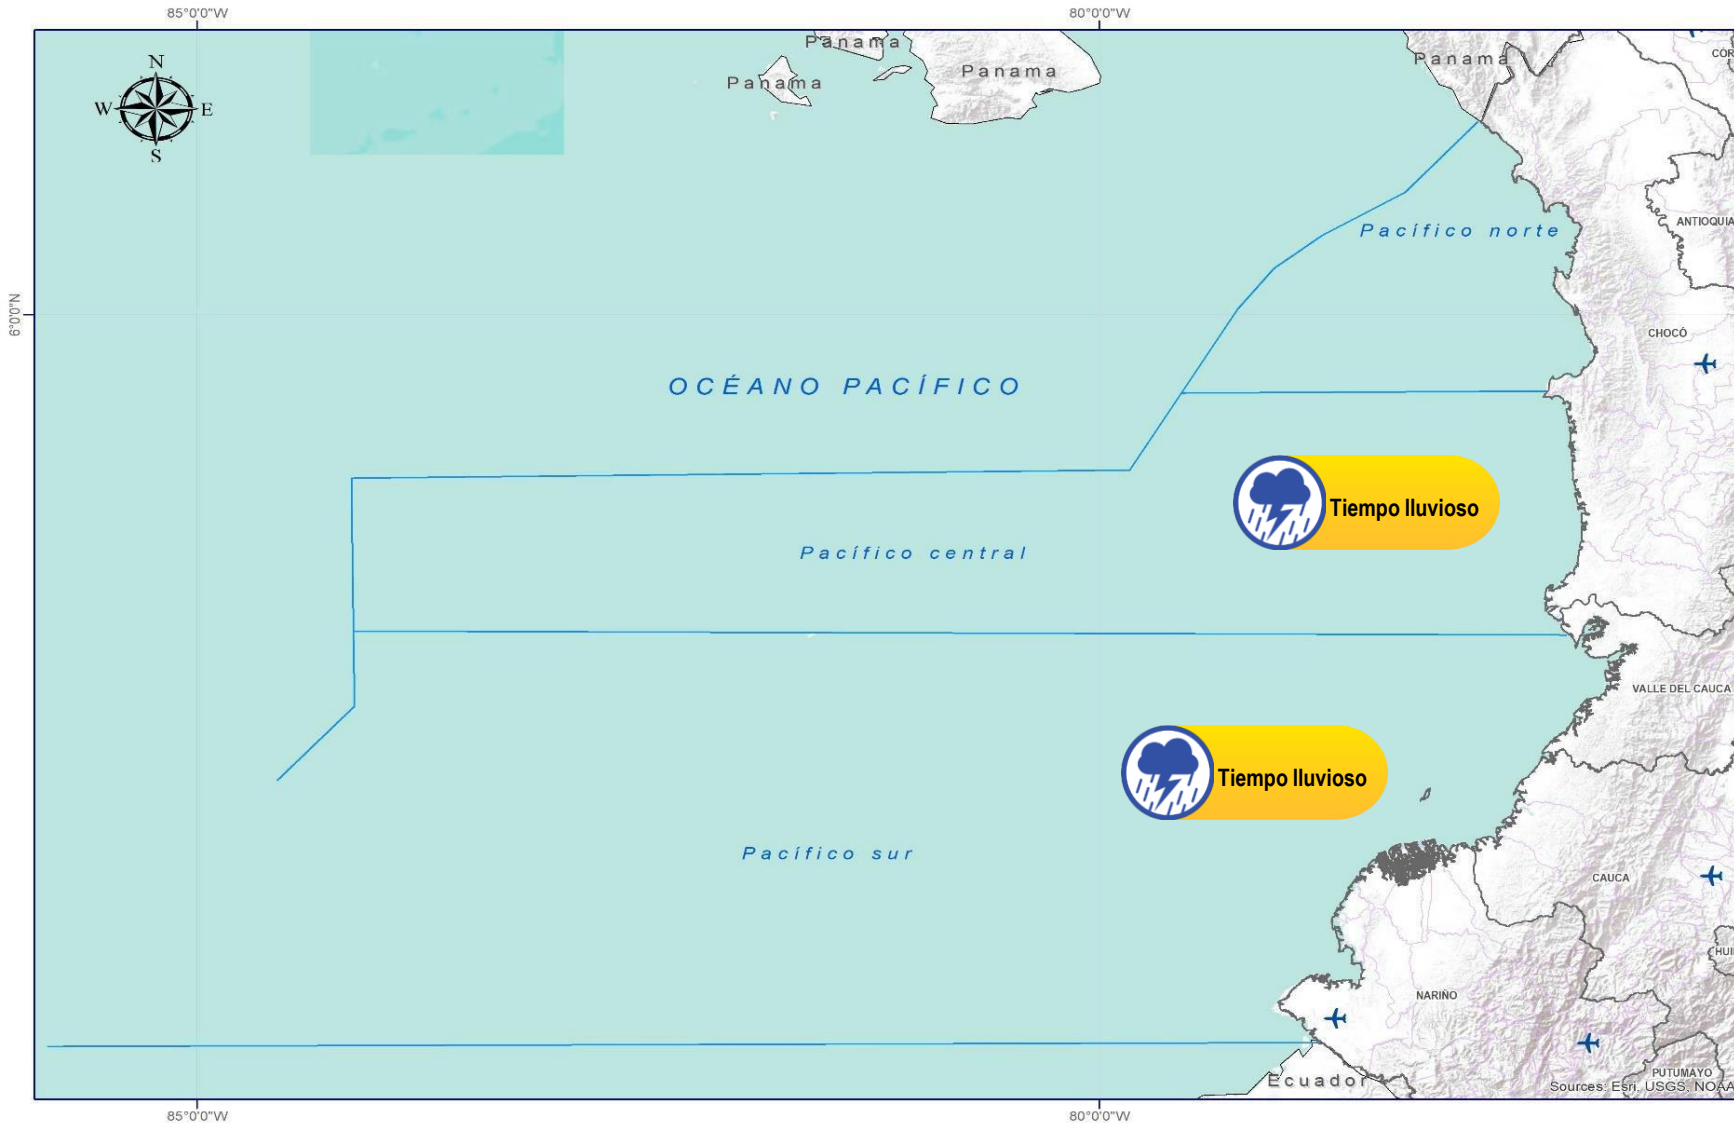 85°0'0"W
80°0'0"W
N
W
E
S
Panama
Panama
Panama
Panama
COR
Pacífico norte
ANTIOQUIA
6°0'0"N
CHOCÓ
OCÉANO PACÍFICO
Tiempo lluvioso
Pacífico central
VALLE DEL CAUCA
Tiempo lluvioso
Pacífico sur
CAUCA
HUI
NARIÑO
PUTUMAYO
Ecuador
Sources: Esri, USGS, NOAA
85°0'0"W
80°0'0"W